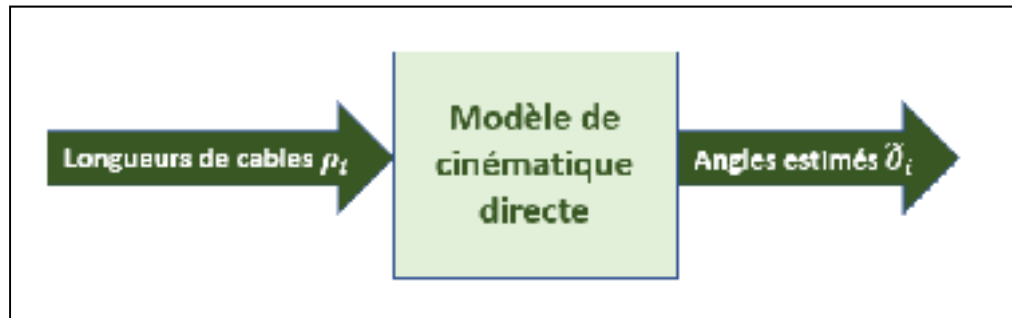 Longueurs de cables ρᵢ
Modèle de
cinématique
directe
Angles estimés θ̃ᵢ